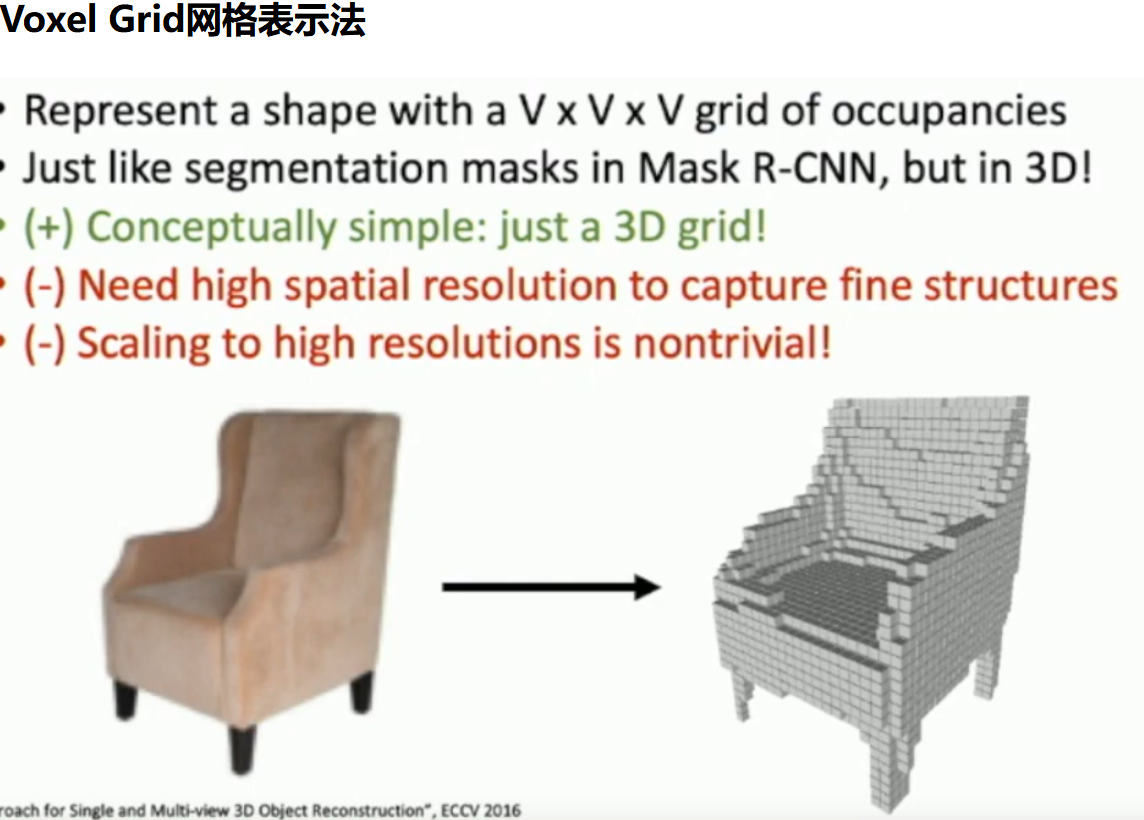 Voxel Grid网格表示法
• Represent a shape with a V x V x V grid of occupancies
• Just like segmentation masks in Mask R-CNN, but in 3D!
• (+) Conceptually simple: just a 3D grid!
• (-) Need high spatial resolution to capture fine structures
• (-) Scaling to high resolutions is nontrivial!
roach for Single and Multi-view 3D Object Reconstruction", ECCV 2016